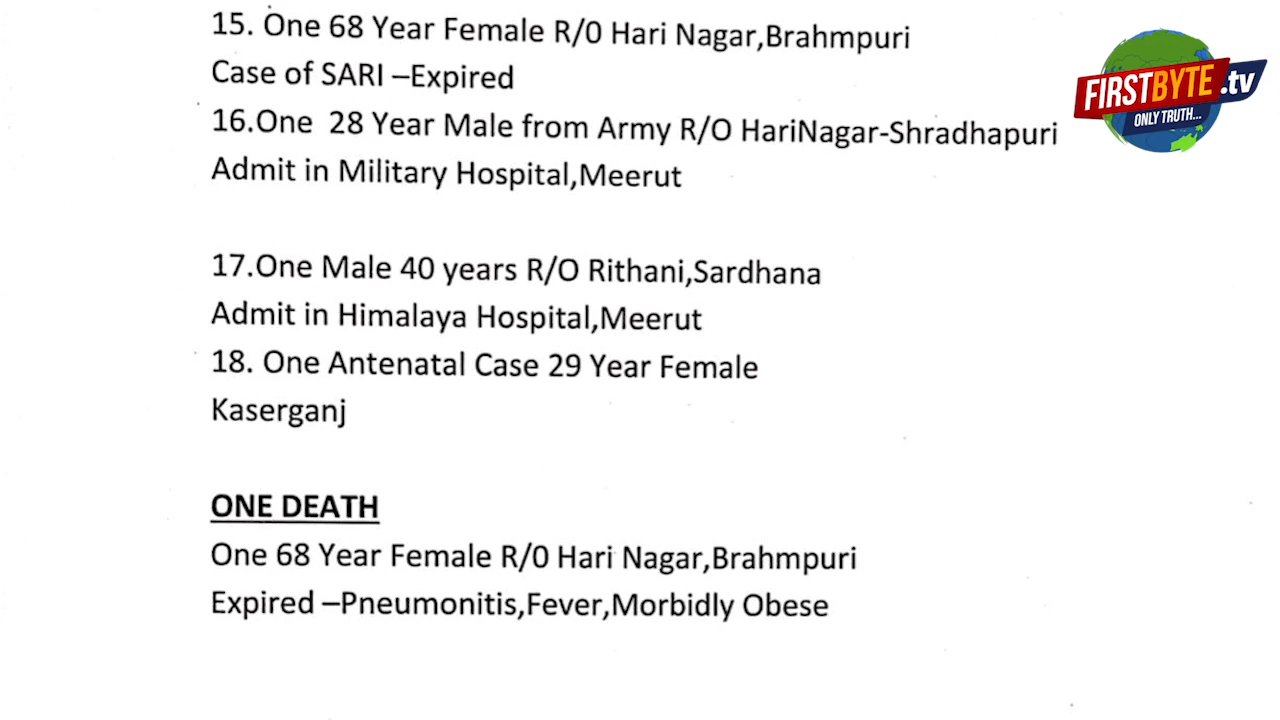 15. One 68 Year Female R/0 Hari Nagar,Brahmpuri
Case of SARI –Expired
16.One 28 Year Male from Army R/O HariNagar-Shradhapuri
Admit in Military Hospital,Meerut
17.One Male 40 years R/O Rithani,Sardhana
Admit in Himalaya Hospital,Meerut
18. One Antenatal Case 29 Year Female
Kaserganj
ONE DEATH
One 68 Year Female R/0 Hari Nagar,Brahmpuri
Expired –Pneumonitis,Fever,Morbidly Obese
FIRSTBYTE.tv
ONLY TRUTH...